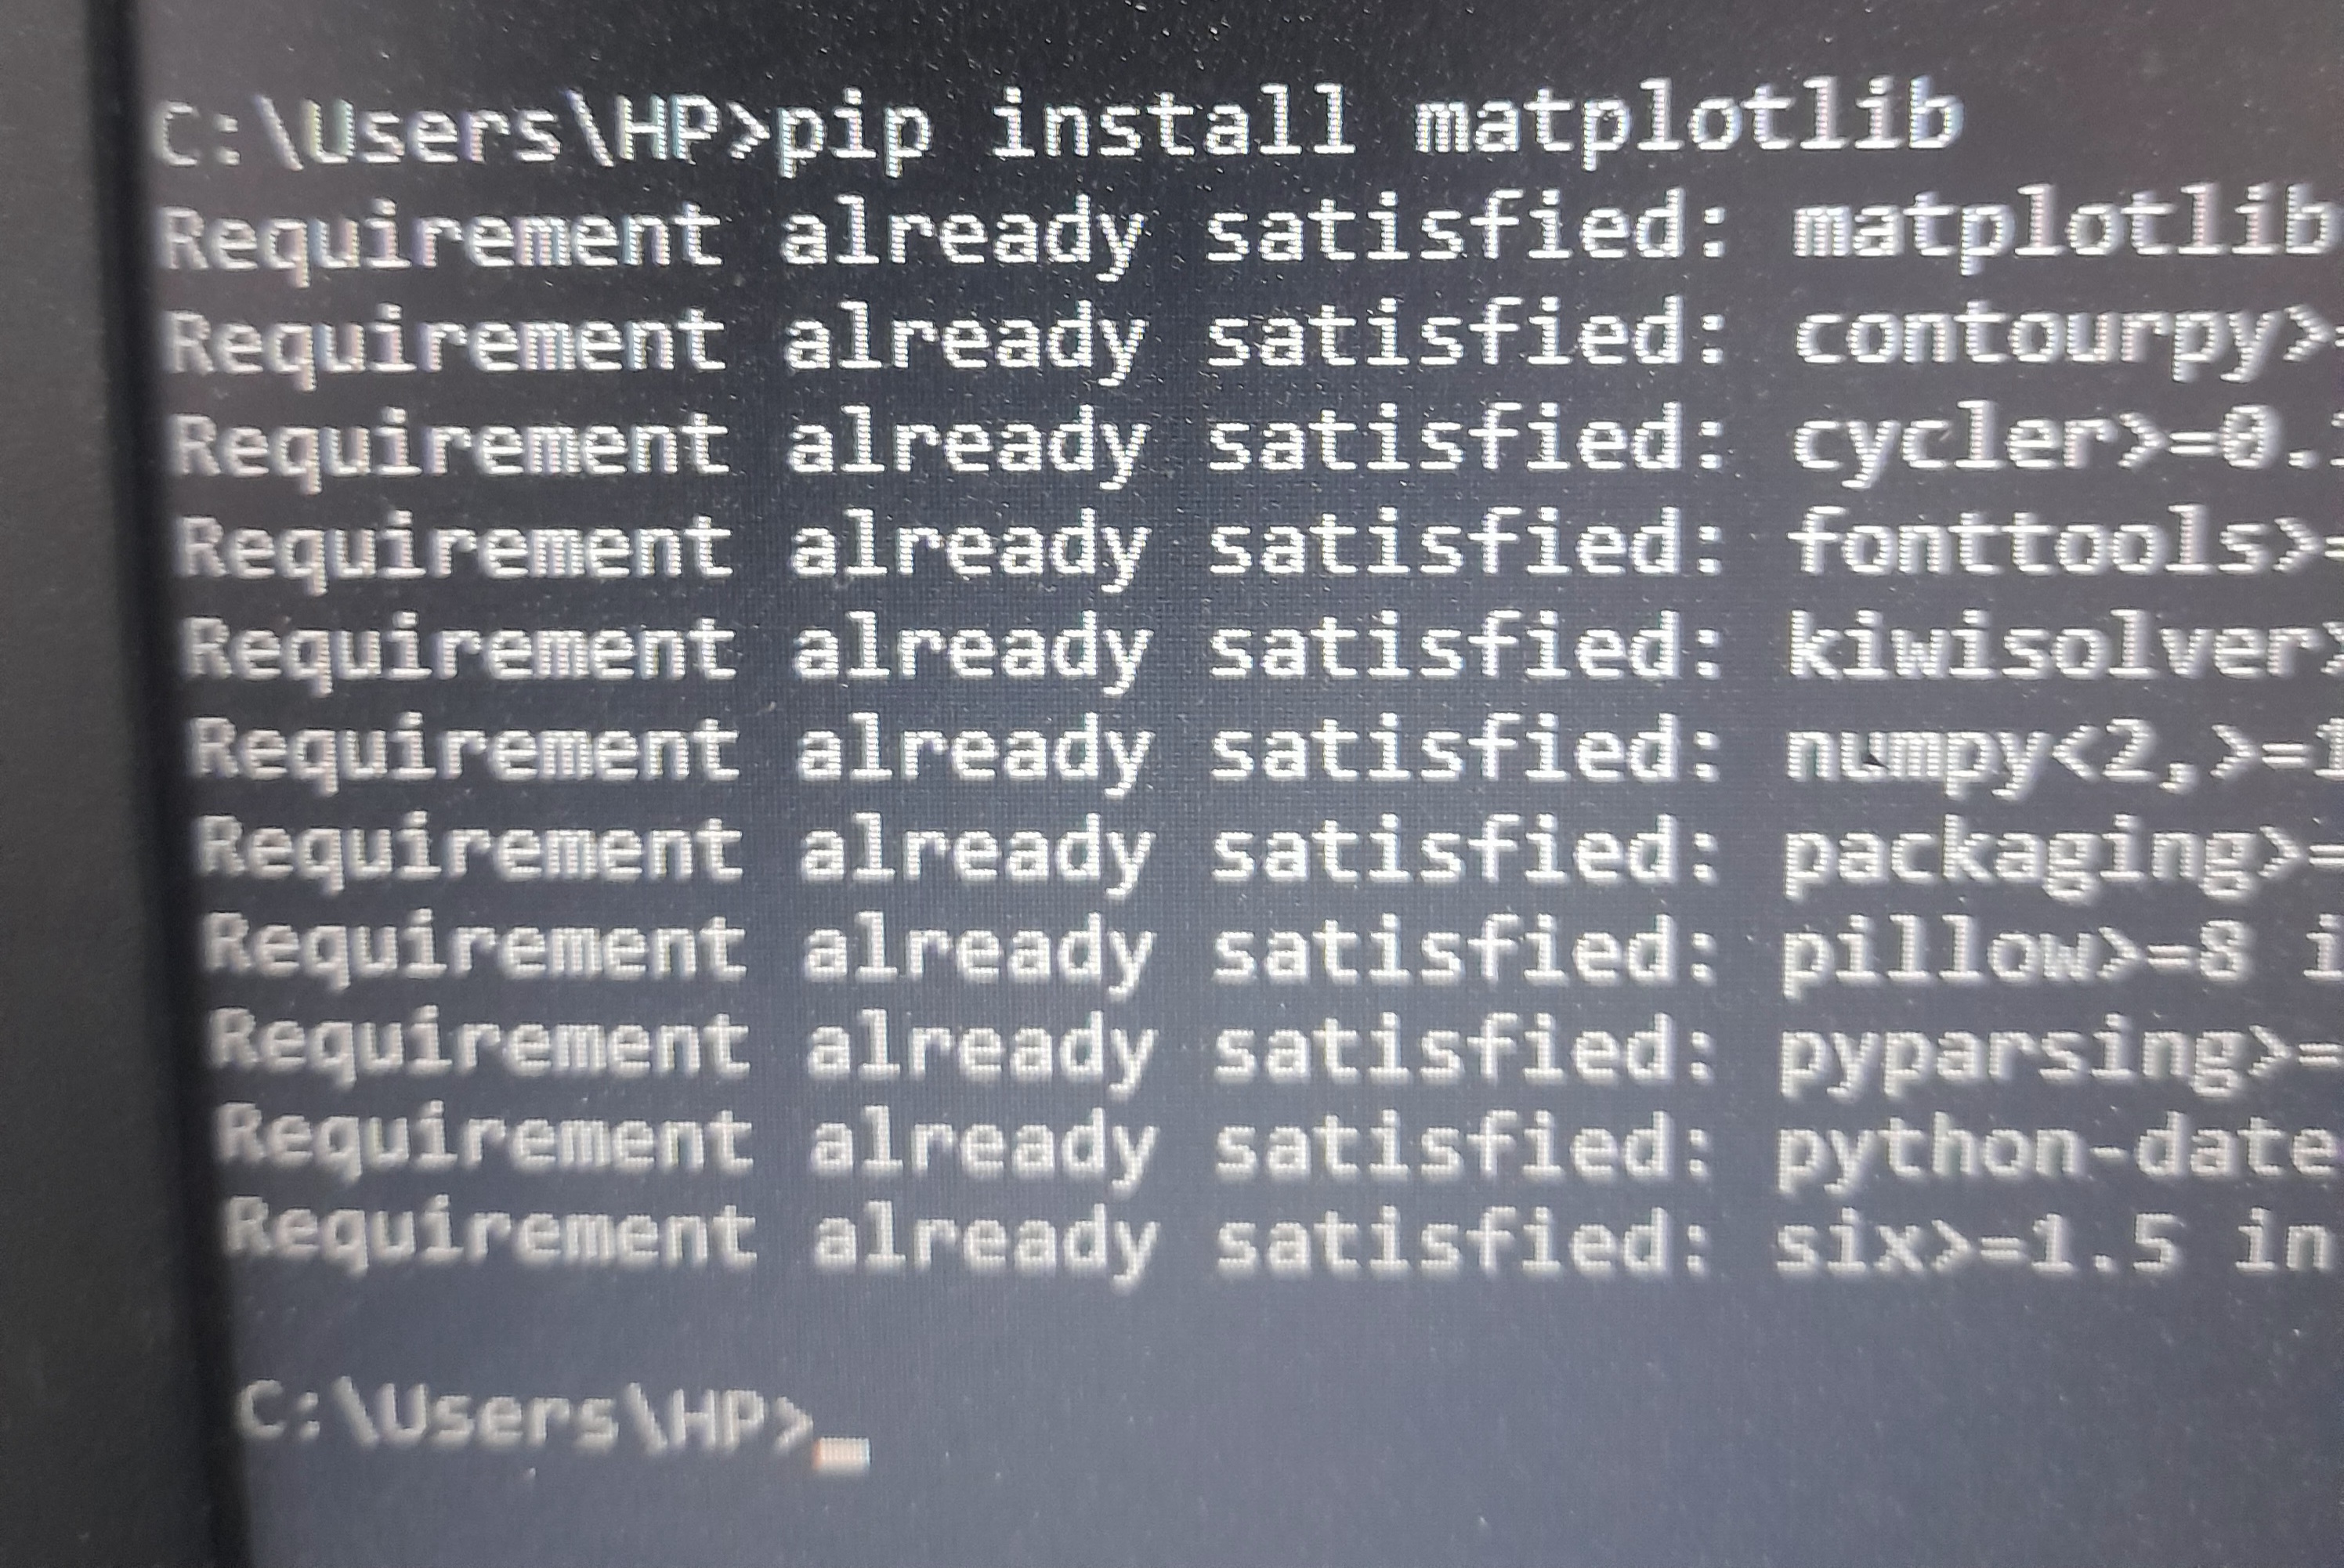 C:\Users\HP>pip install matplotlib
Requirement already satisfied: matplotlib
Requirement already satisfied: contourpy>=
Requirement already satisfied: cycler>=0.1
Requirement already satisfied: fonttools>=
Requirement already satisfied: kiwisolver>
Requirement already satisfied: numpy<2,>=1
Requirement already satisfied: packaging>=
Requirement already satisfied: pillow>=8 i
Requirement already satisfied: pyparsing>=
Requirement already satisfied: python-date
Requirement already satisfied: six>=1.5 in
C:\Users\HP>